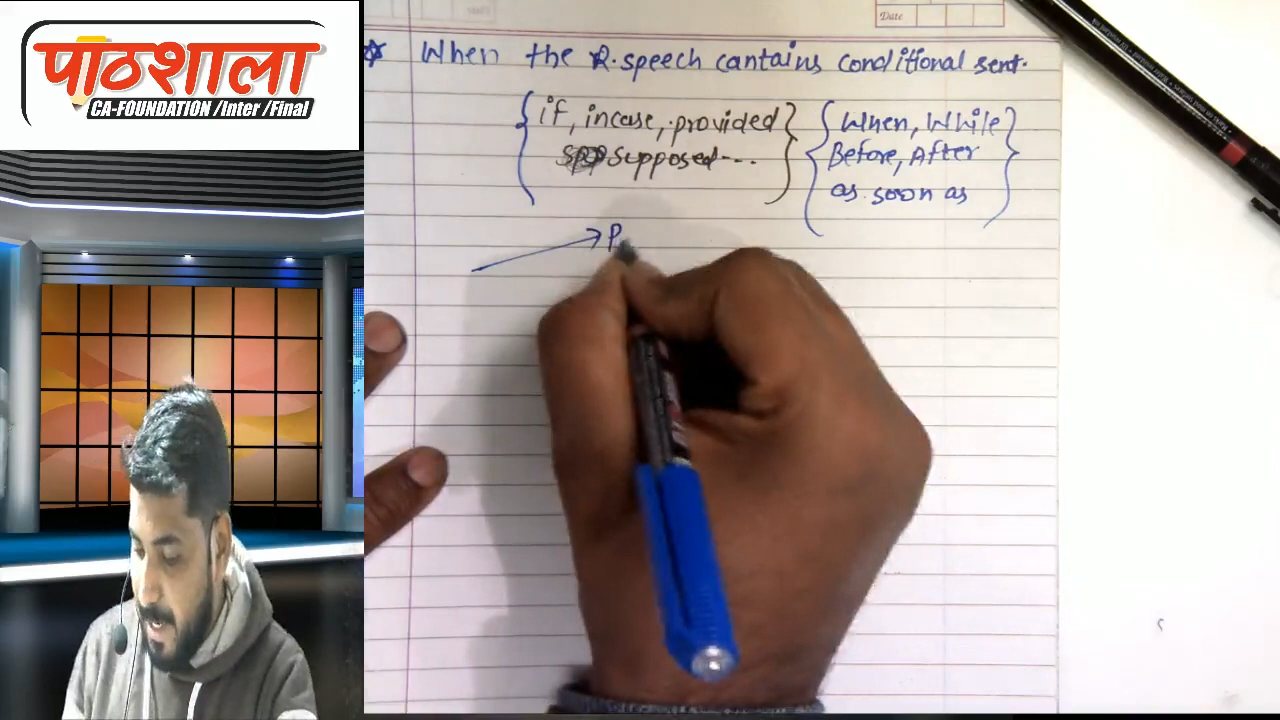 पाठशाला
CA-FOUNDATION /Inter /Final
Date
When the R.speech cantains conditional sent.
{ if, incase, provided } { When, While }
supposed--- Before, After
as soon as
P